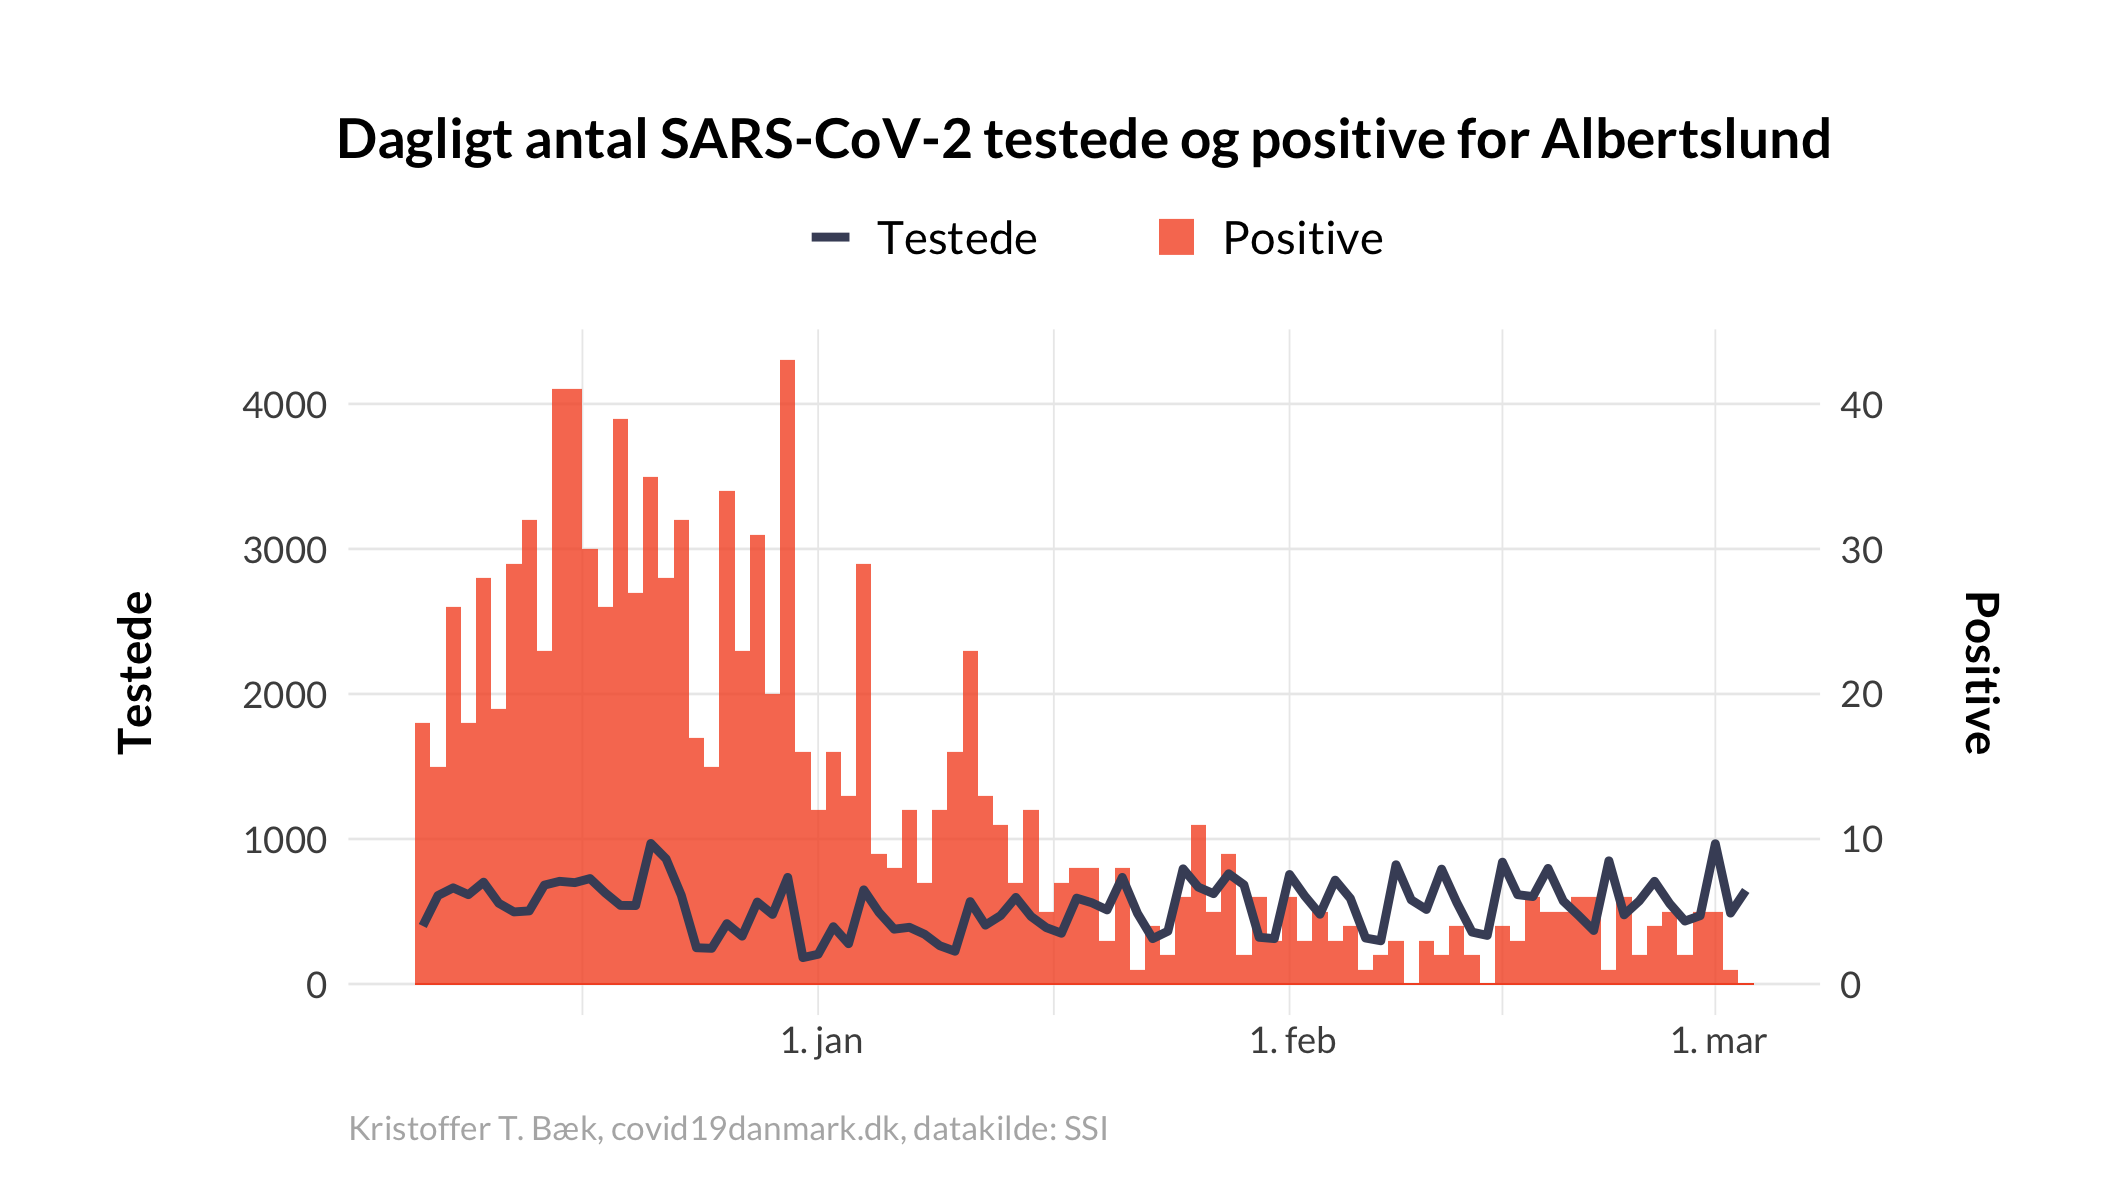 Dagligt antal SARS-CoV-2 testede og positive for Albertslund
Testede
Positive
4000
3000
2000
1000
0
Testede
40
30
20
10
0
Positive
1. jan
1. feb
1. mar
Kristoffer T. Bæk, covid19danmark.dk, datakilde: SSI